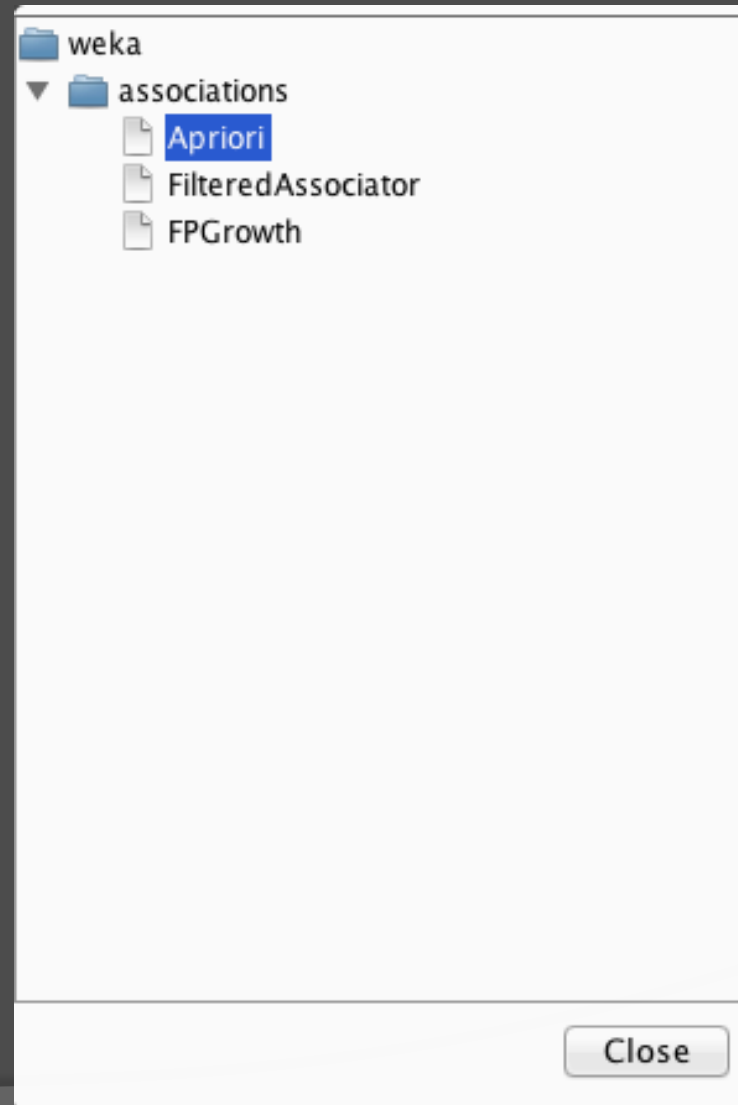 weka
associations
Apriori
FilteredAssociator
FPGrowth
Close